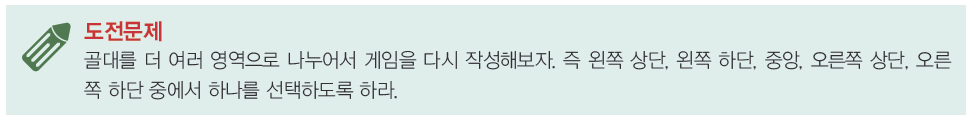 도전문제
골대를 더 여러 영역으로 나누어서 게임을 다시 작성해보자. 즉 왼쪽 상단, 왼쪽 하단, 중앙, 오른쪽 상단, 오른
쪽 하단 중에서 하나를 선택하도록 하라.